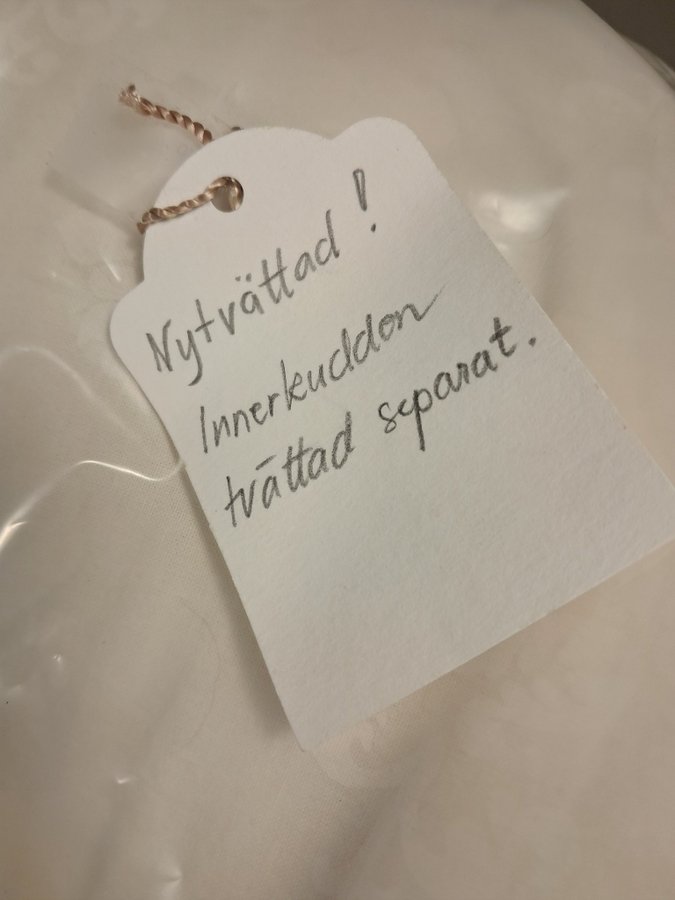 Nytvättad!
Innerkuddon
tvättad separat.